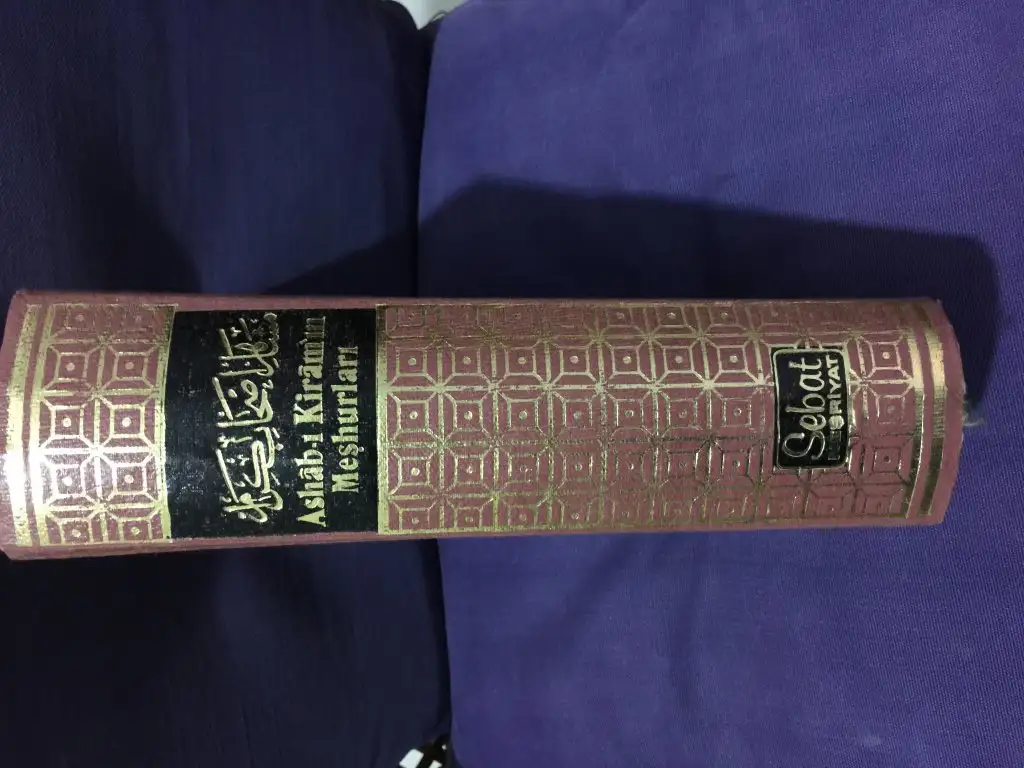 Ashâb-ı Kirâmın
Meşhurları
Sebat
NEŞRİYAT